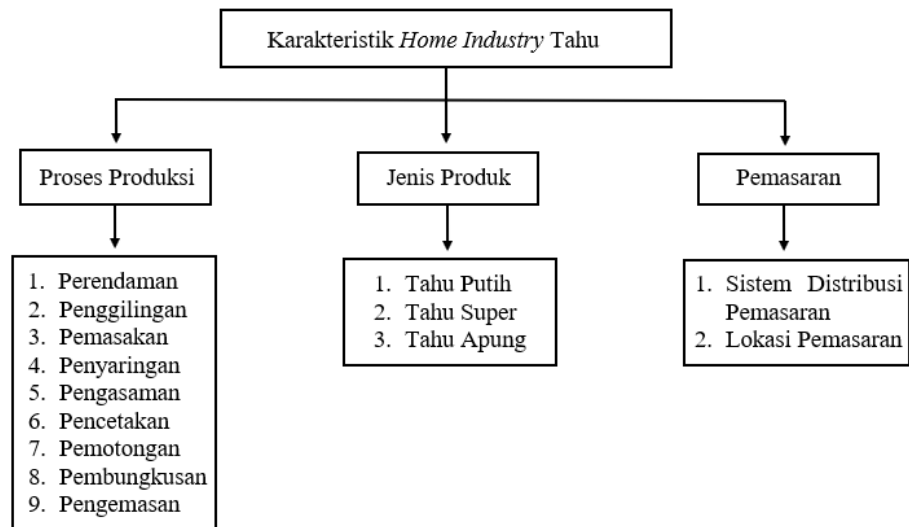 Karakteristik Home Industry Tahu
Proses Produksi
Jenis Produk
Pemasaran
1. Perendaman
2. Penggilingan
3. Pemasakan
4. Penyaringan
5. Pengasaman
6. Pencetakan
7. Pemotongan
8. Pembungkusan
9. Pengemasan
1. Tahu Putih
2. Tahu Super
3. Tahu Apung
1. Sistem Distribusi
Pemasaran
2. Lokasi Pemasaran